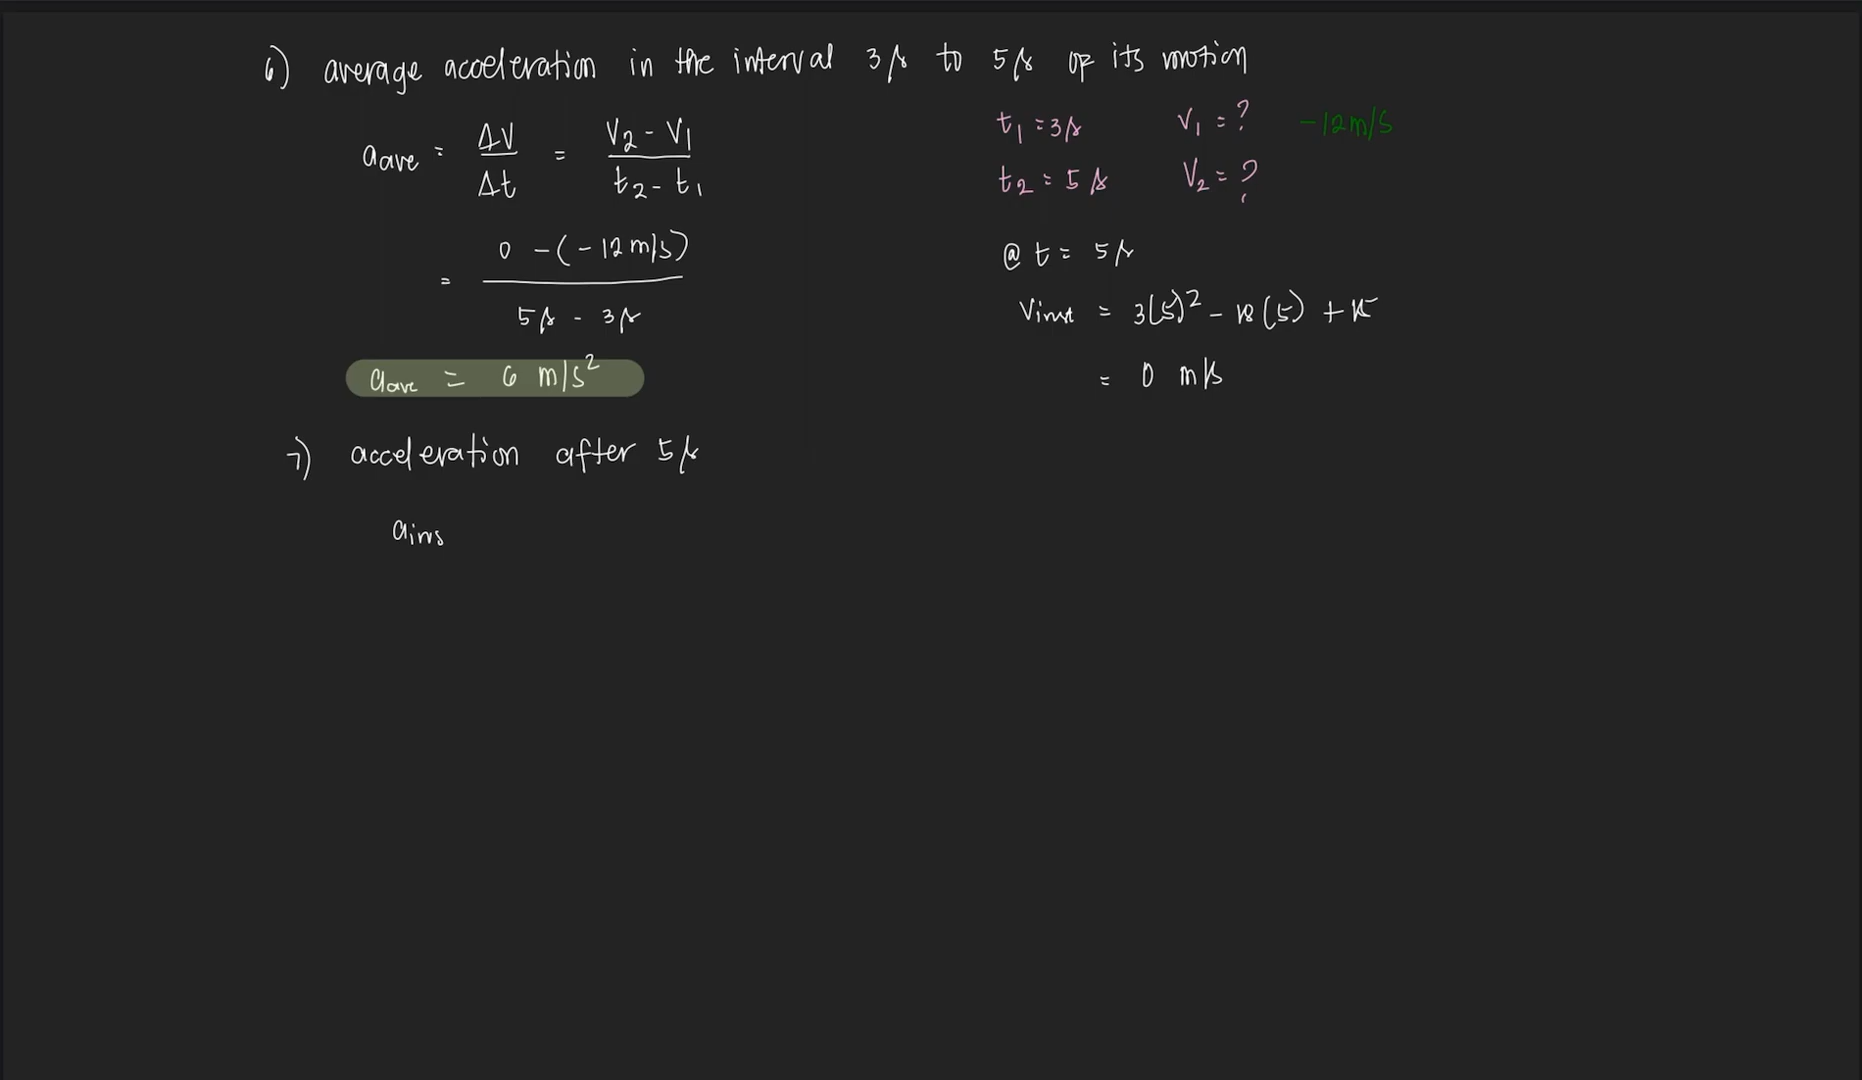 6) average acceleration in the interval 3s to 5s of its motion
t₁ = 3s v₁ = ? -12m/s
t₂ = 5s v₂ = ?
aave = ΔV/Δt = (V₂ - V₁)/(t₂ - t₁)
= (0 - (-12m/s))/(5s - 3s)
aave = 6 m/s²
@ t = 5s
Vinst = 3(5)² - 18(5) + 15
= 0 m/s
7) acceleration after 5s
ains